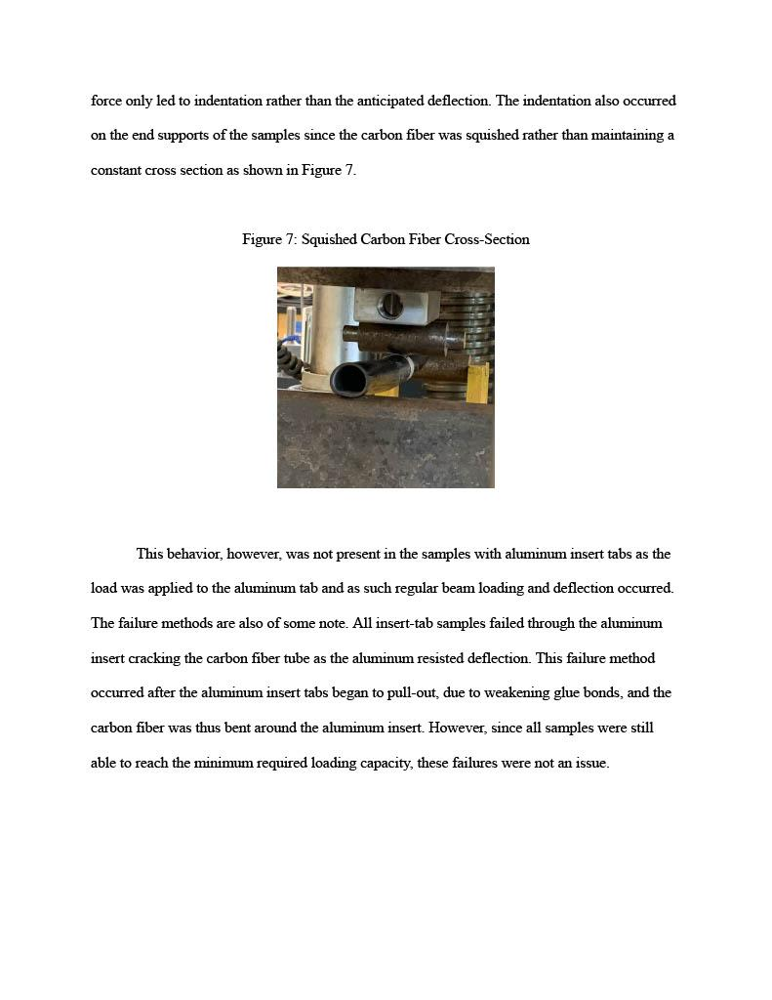 force only led to indentation rather than the anticipated deflection. The indentation also occurred
on the end supports of the samples since the carbon fiber was squished rather than maintaining a
constant cross section as shown in Figure 7.
Figure 7: Squished Carbon Fiber Cross-Section
This behavior, however, was not present in the samples with aluminum insert tabs as the
load was applied to the aluminum tab and as such regular beam loading and deflection occurred.
The failure methods are also of some note. All insert-tab samples failed through the aluminum
insert cracking the carbon fiber tube as the aluminum resisted deflection. This failure method
occurred after the aluminum insert tabs began to pull-out, due to weakening glue bonds, and the
carbon fiber was thus bent around the aluminum insert. However, since all samples were still
able to reach the minimum required loading capacity, these failures were not an issue.